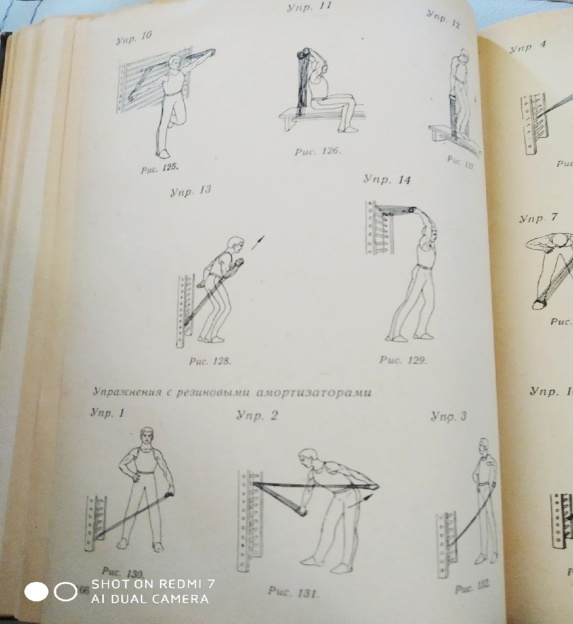 Упр. 10
Упр. 11
Упр. 12
Рис. 125.
Рис. 126.
Упр. 13
Упр. 14
Рис. 128.
Рис. 129.
Упражнения с резиновыми амортизаторами
Упр. 1
Упр. 2
Упр. 3
Рис. 130.
Рис. 131.
Рис. 132.
Упр. 4
Упр. 7
SHOT ON REDMI 7
AI DUAL CAMERA